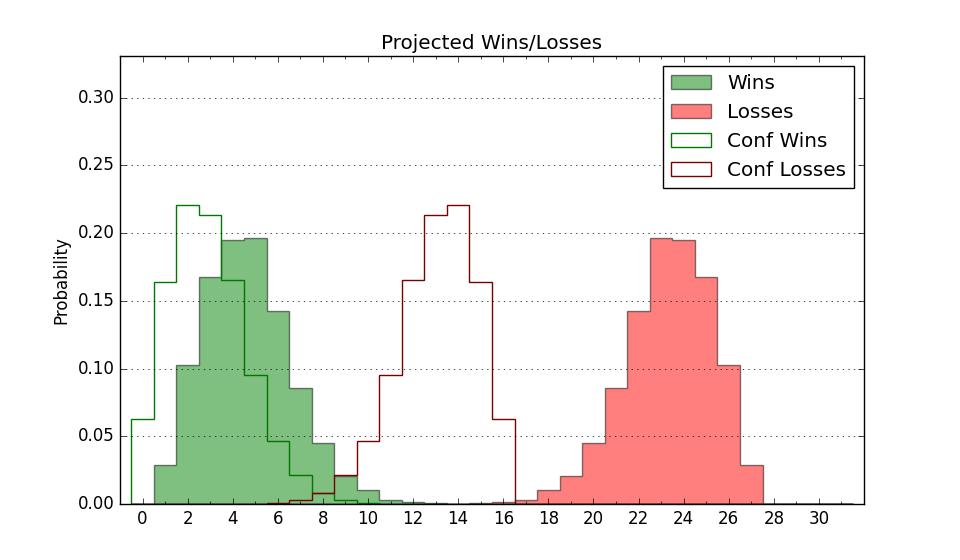 Projected Wins/Losses
Wins
Losses
Conf Wins
Conf Losses
Probability
0.30
0.25
0.20
0.15
0.10
0.05
0.00
0 2 4 6 8 10 12 14 16 18 20 22 24 26 28 30